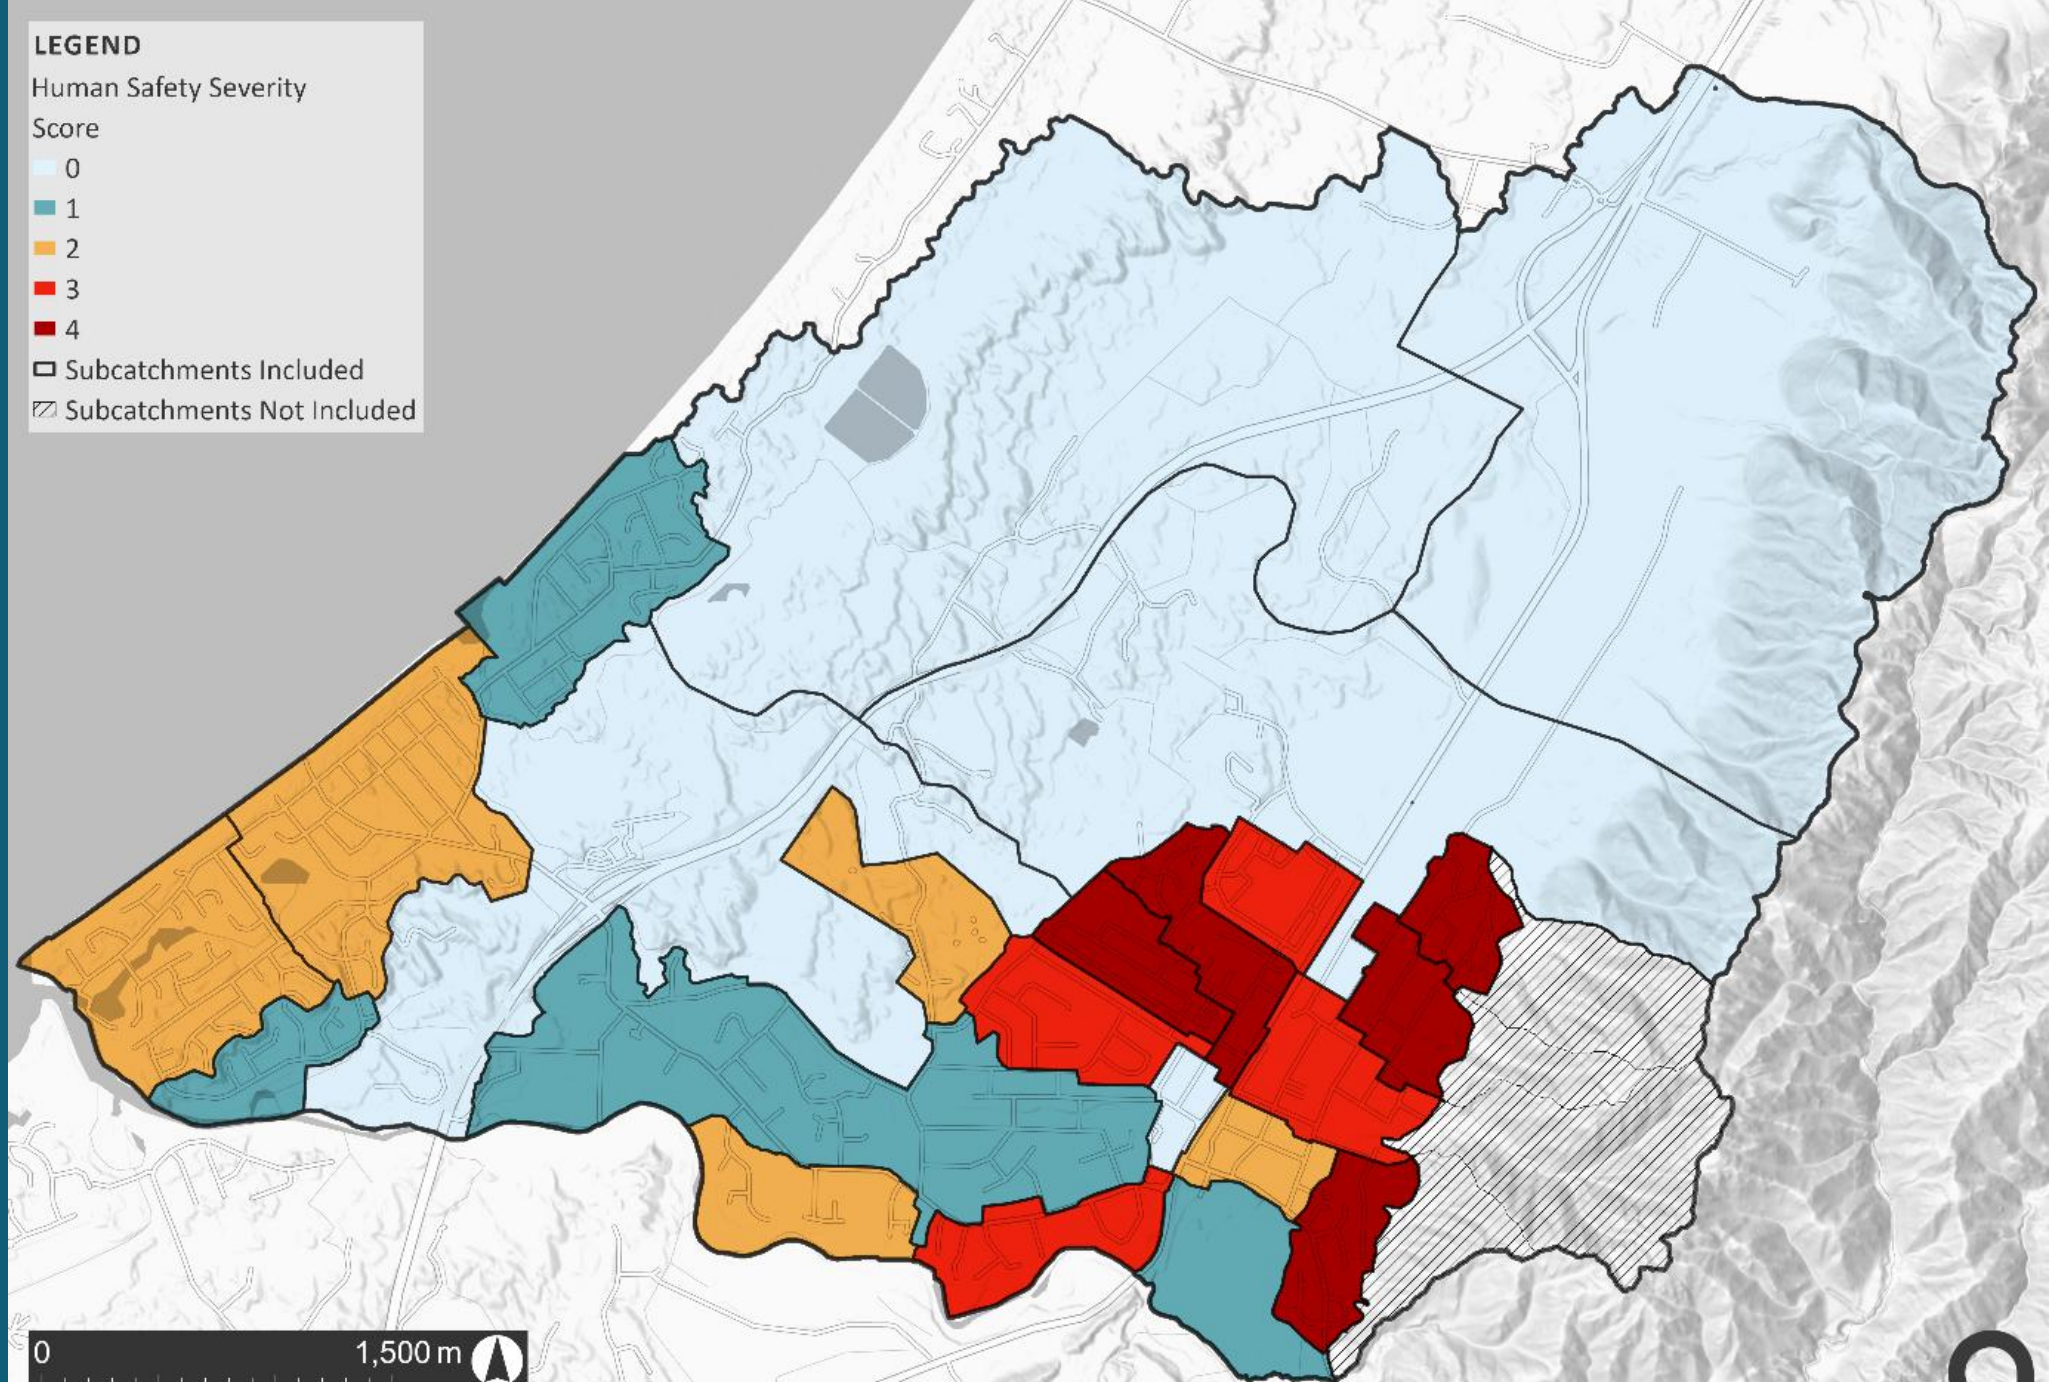 LEGEND
Human Safety Severity
Score
0
1
2
3
4
Subcatchments Included
Subcatchments Not Included
0
1,500 m